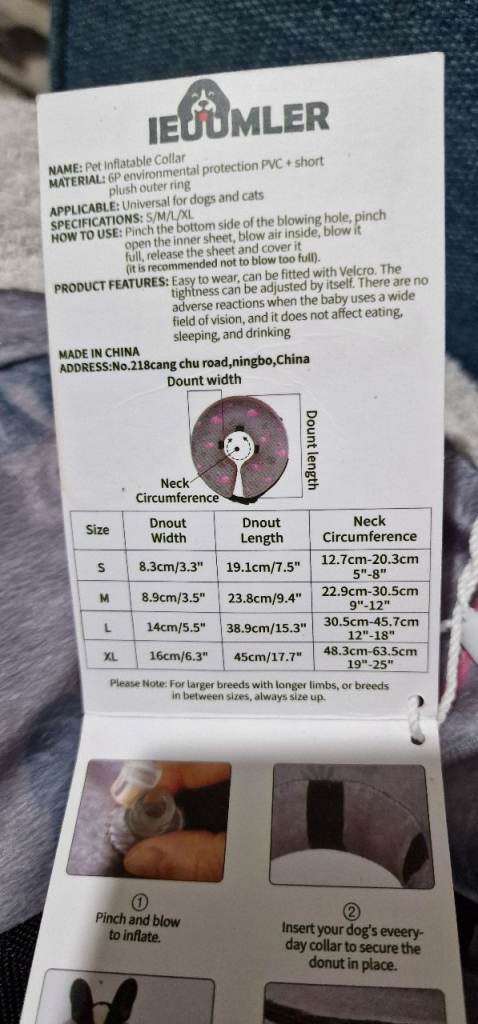 IEUUMLER
NAME: Pet Inflatable Collar
MATERIAL: 6P environmental protection PVC + short
plush outer ring
APPLICABLE: Universal for dogs and cats
SPECIFICATIONS: S/M/L/XL
HOW TO USE: Pinch the bottom side of the blowing hole, pinch
open the inner sheet, blow air inside, blow it
full, release the sheet and cover it
(it is recommended not to blow too full).
PRODUCT FEATURES: Easy to wear, can be fitted with Velcro. The
tightness can be adjusted by itself. There are no
adverse reactions when the baby uses a wide
field of vision, and it does not affect eating,
sleeping, and drinking
MADE IN CHINA
ADDRESS:No.218cang chu road,ningbo,China
Dount width
Dount length
Neck
Circumference
Size Dnout Width Dnout Length Neck Circumference
S 8.3cm/3.3" 19.1cm/7.5" 12.7cm-20.3cm 5"-8"
M 8.9cm/3.5" 23.8cm/9.4" 22.9cm-30.5cm 9"-12"
L 14cm/5.5" 38.9cm/15.3" 30.5cm-45.7cm 12"-18"
XL 16cm/6.3" 45cm/17.7" 48.3cm-63.5cm 19"-25"
Please Note: For larger breeds with longer limbs, or breeds
in between sizes, always size up.
①
Pinch and blow
to inflate.
②
Insert your dog's eveery-
day collar to secure the
donut in place.